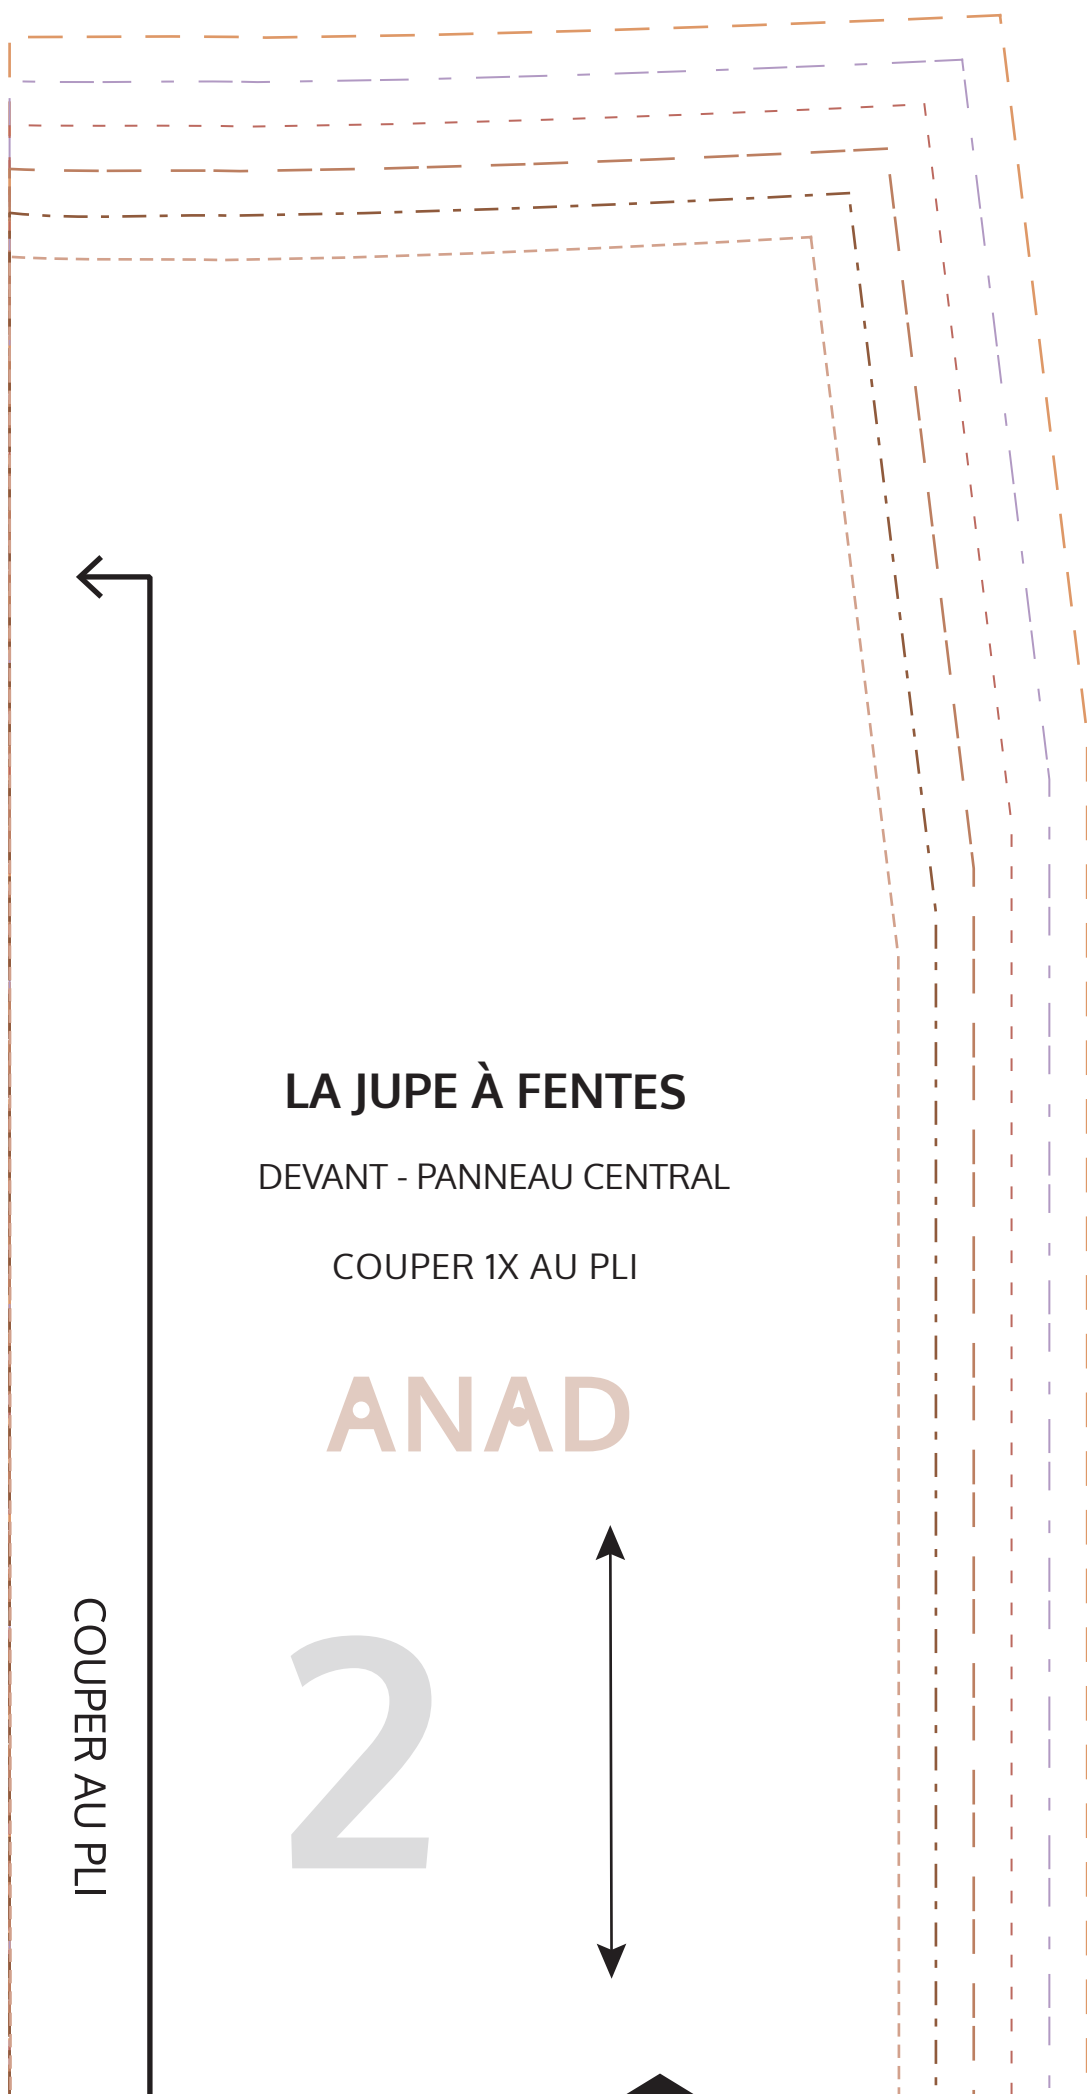 LA JUPE À FENTES
DEVANT - PANNEAU CENTRAL
COUPER 1X AU PLI
ANAD
2
COUPER AU PLI